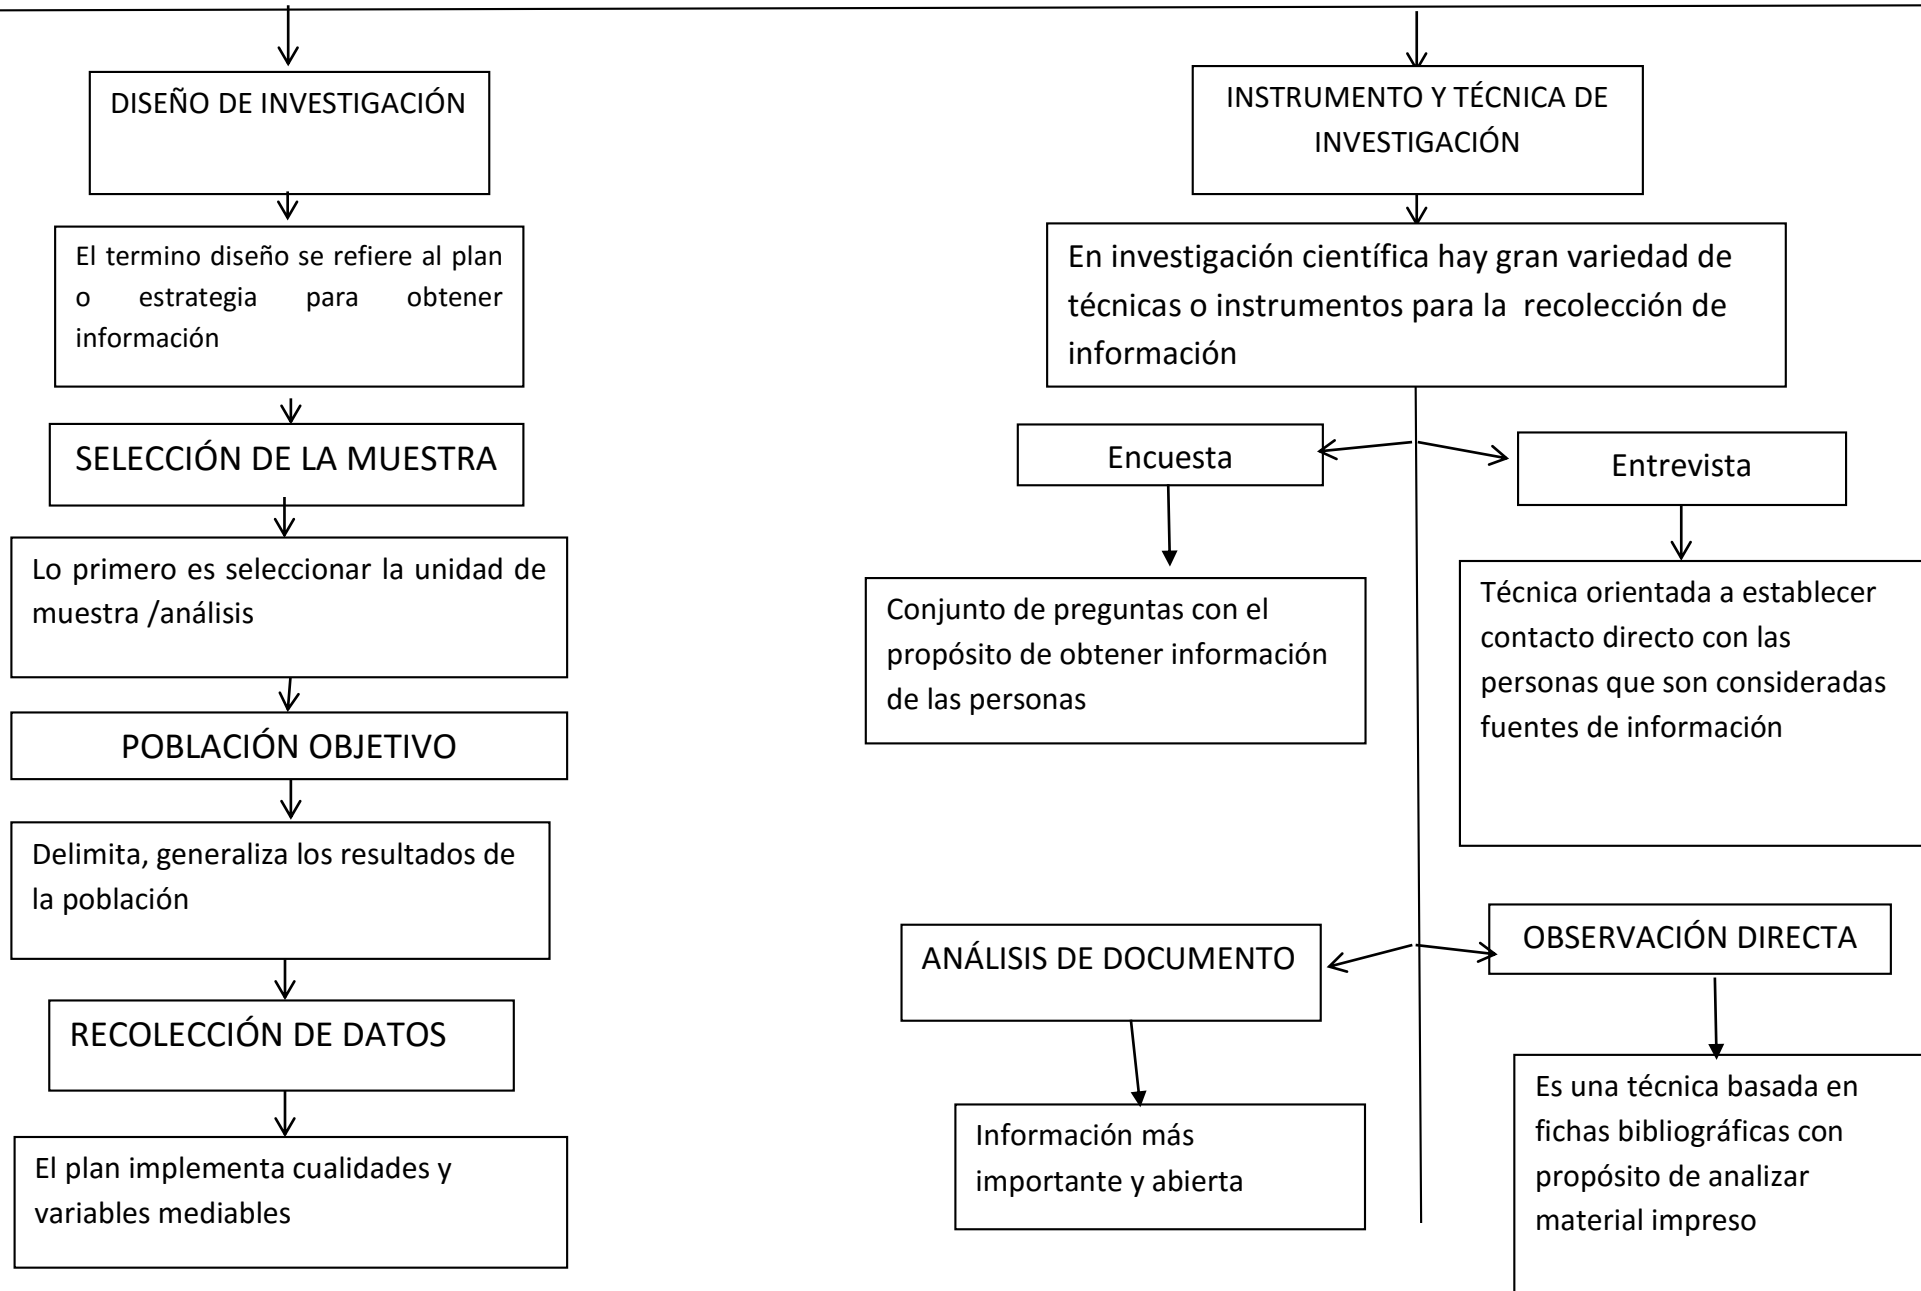 DISEÑO DE INVESTIGACIÓN
El termino diseño se refiere al plan
o estrategia para obtener
información
SELECCIÓN DE LA MUESTRA
Lo primero es seleccionar la unidad de
muestra /análisis
POBLACIÓN OBJETIVO
Delimita, generaliza los resultados de
la población
RECOLECCIÓN DE DATOS
El plan implementa cualidades y
variables mediables
INSTRUMENTO Y TÉCNICA DE
INVESTIGACIÓN
En investigación científica hay gran variedad de
técnicas o instrumentos para la recolección de
información
Encuesta
Conjunto de preguntas con el
propósito de obtener información
de las personas
Entrevista
Técnica orientada a establecer
contacto directo con las
personas que son consideradas
fuentes de información
ANÁLISIS DE DOCUMENTO
Información más
importante y abierta
OBSERVACIÓN DIRECTA
Es una técnica basada en
fichas bibliográficas con
propósito de analizar
material impreso